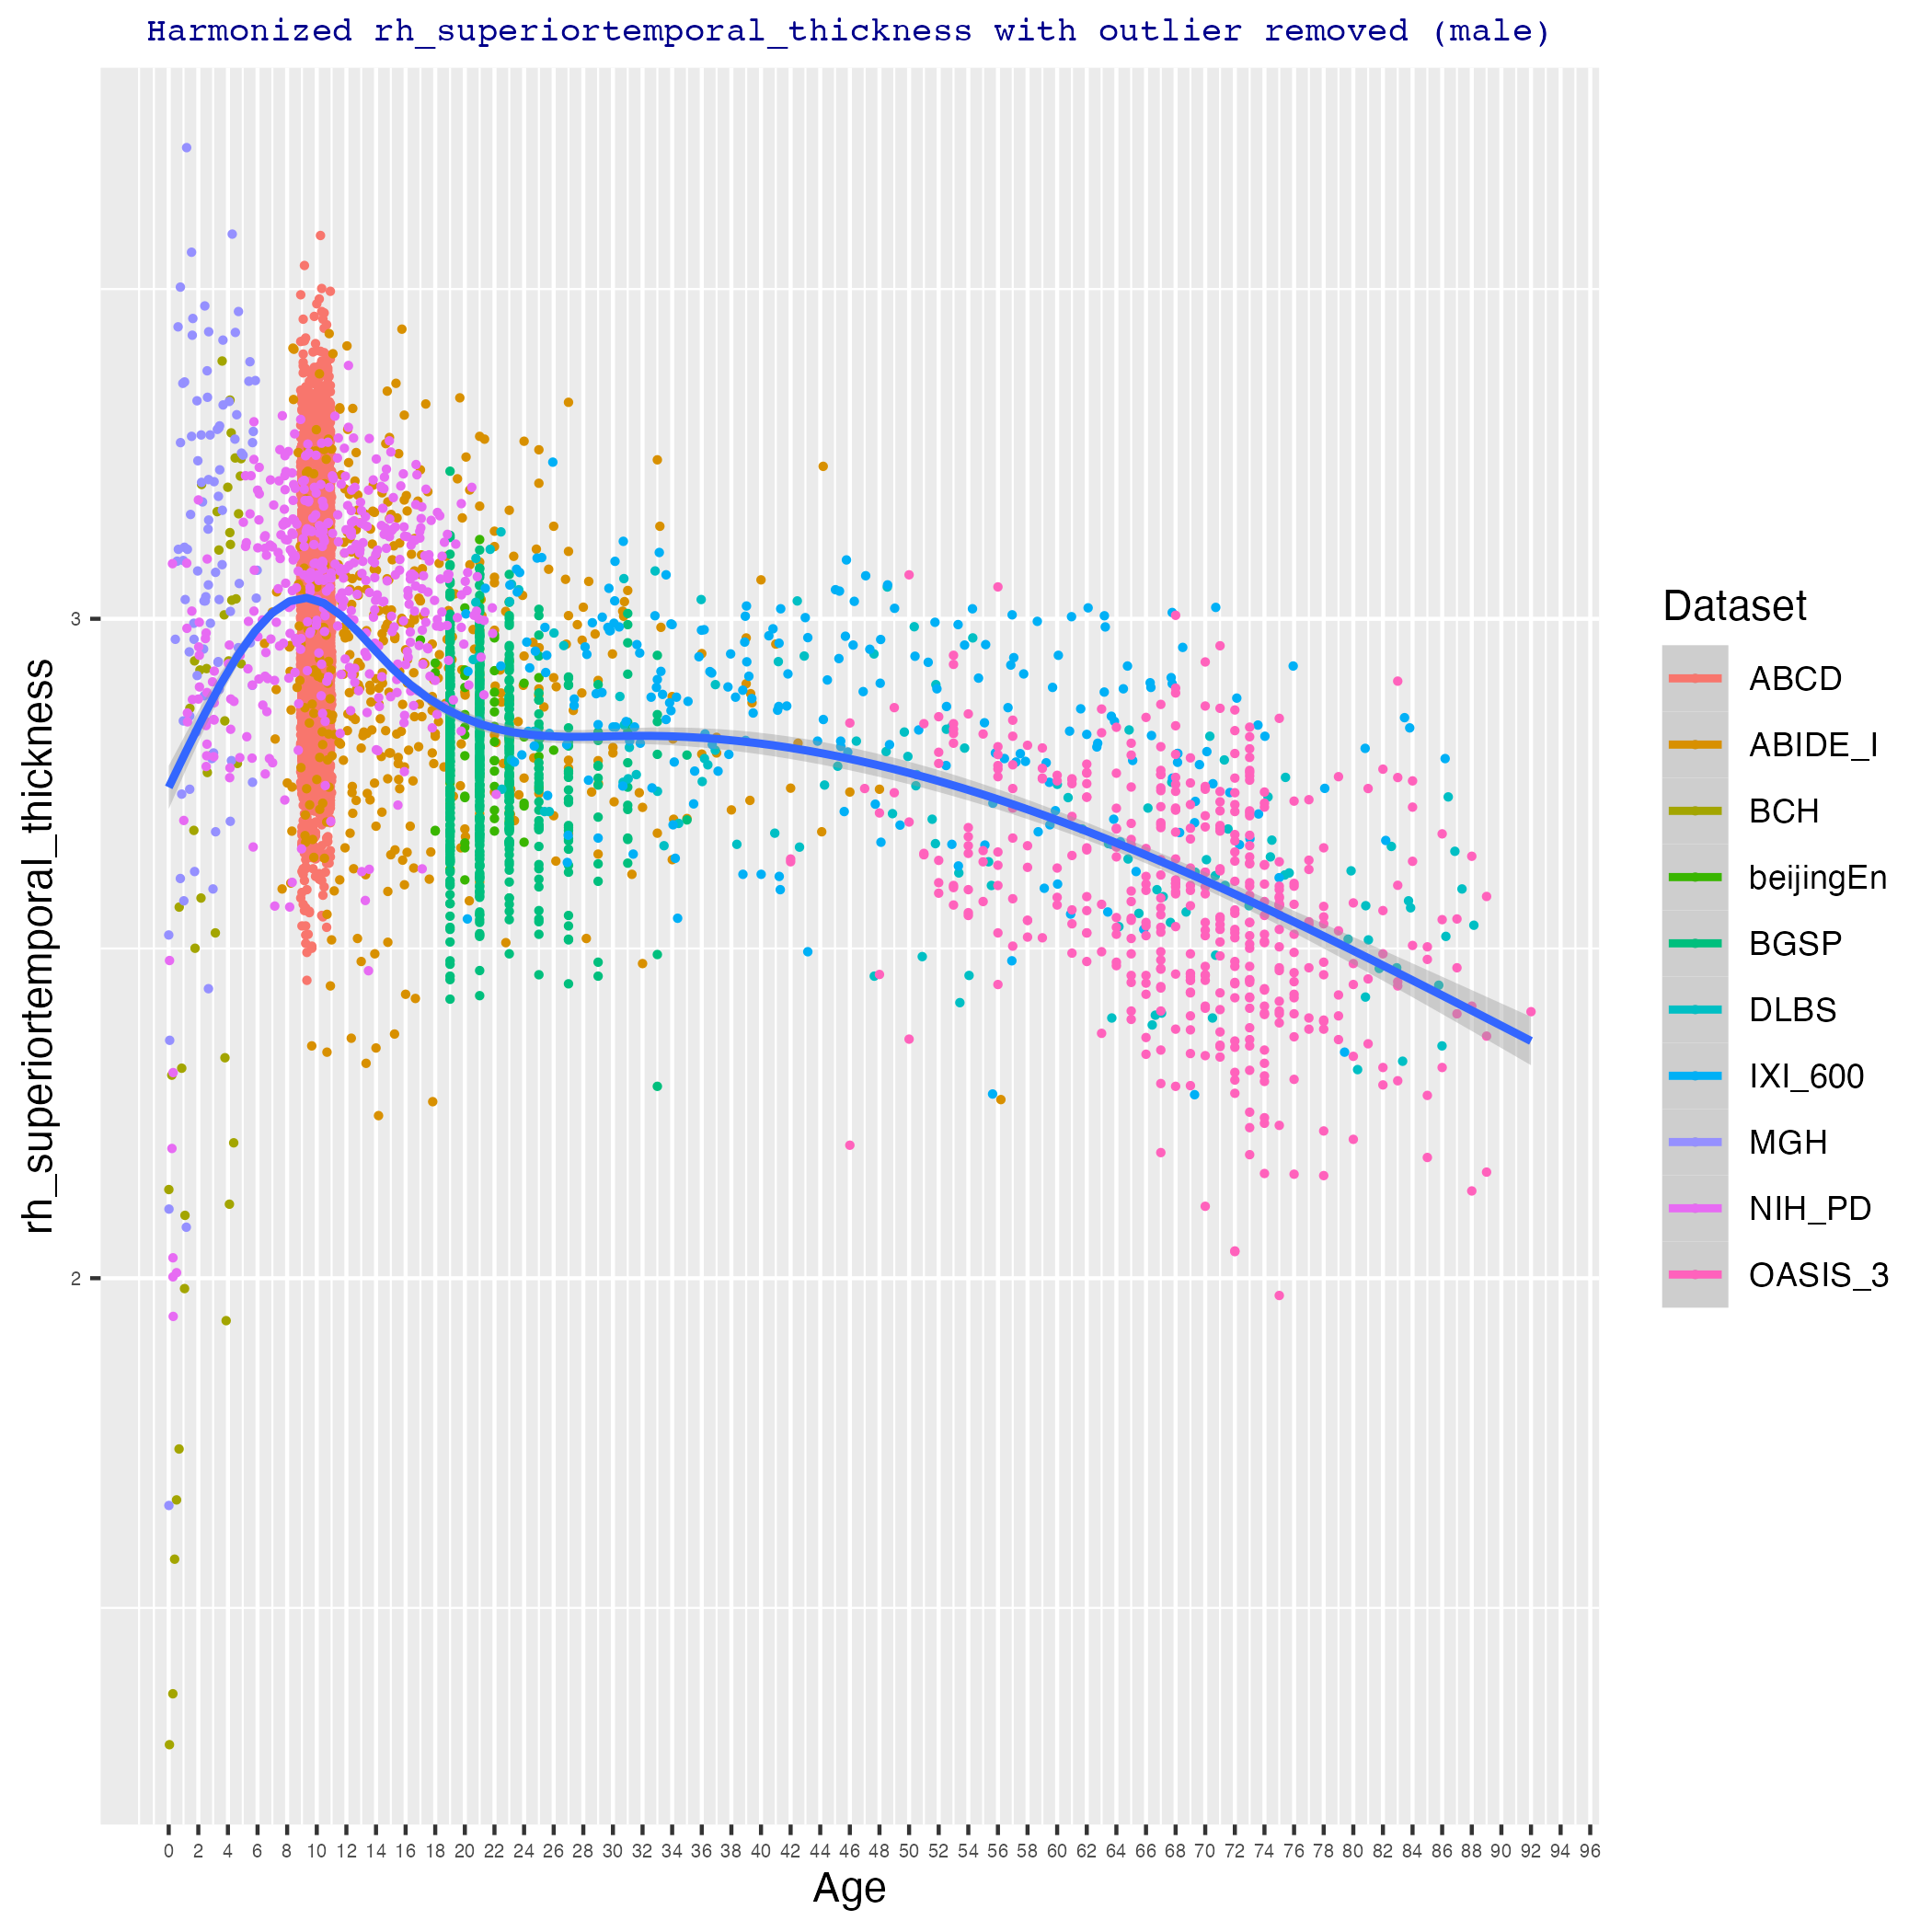 Harmonized rh_superiortemporal_thickness with outlier removed (male)
rh_superiortemporal_thickness
3
2
0 2 4 6 8 10 12 14 16 18 20 22 24 26 28 30 32 34 36 38 40 42 44 46 48 50 52 54 56 58 60 62 64 66 68 70 72 74 76 78 80 82 84 86 88 90 92 94 96
Age
Dataset
ABCD
ABIDE_I
BCH
beijingEn
BGSP
DLBS
IXI_600
MGH
NIH_PD
OASIS_3